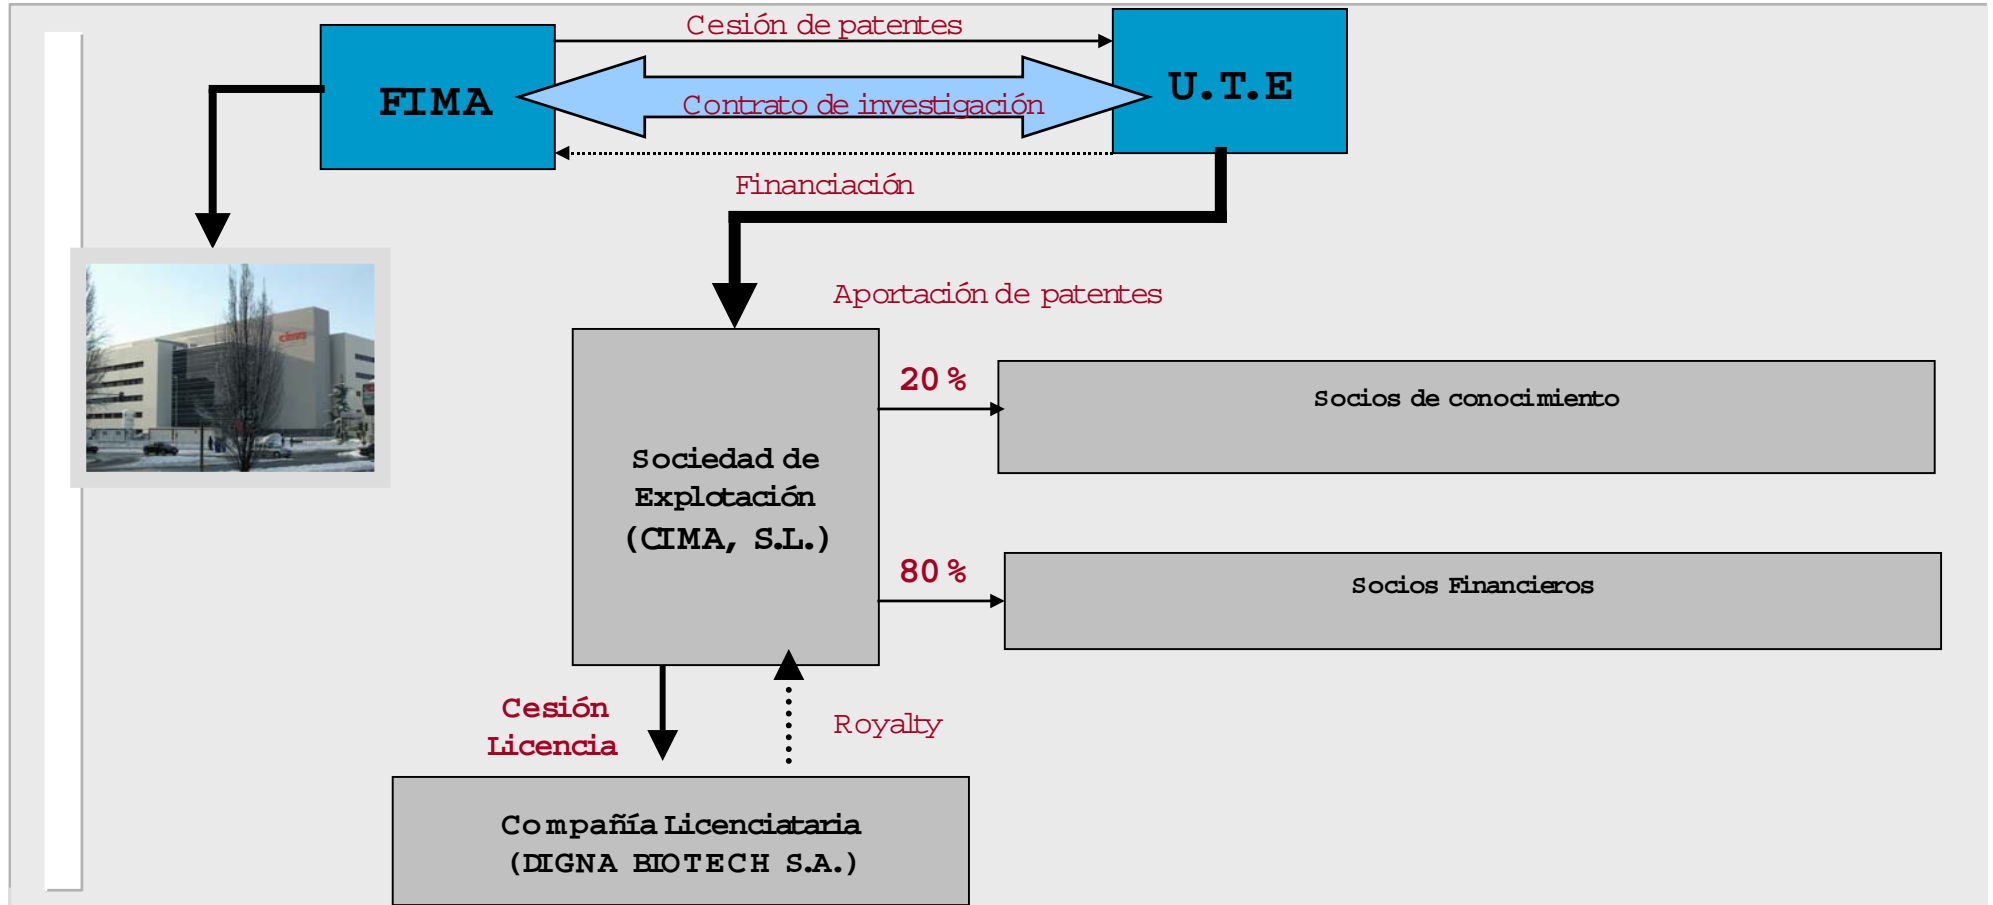 Cesión de patentes
FIMA
U.T.E
Contrato de investigación
Financiación
Aportación de patentes
cima
20 %
Socios de conocimiento
Sociedad de
Explotación
(CIMA, S.L.)
80 %
Socios Financieros
Cesión
Licencia
Royalty
Compañía Licenciataria
(DIGNA BIOTECH S.A.)